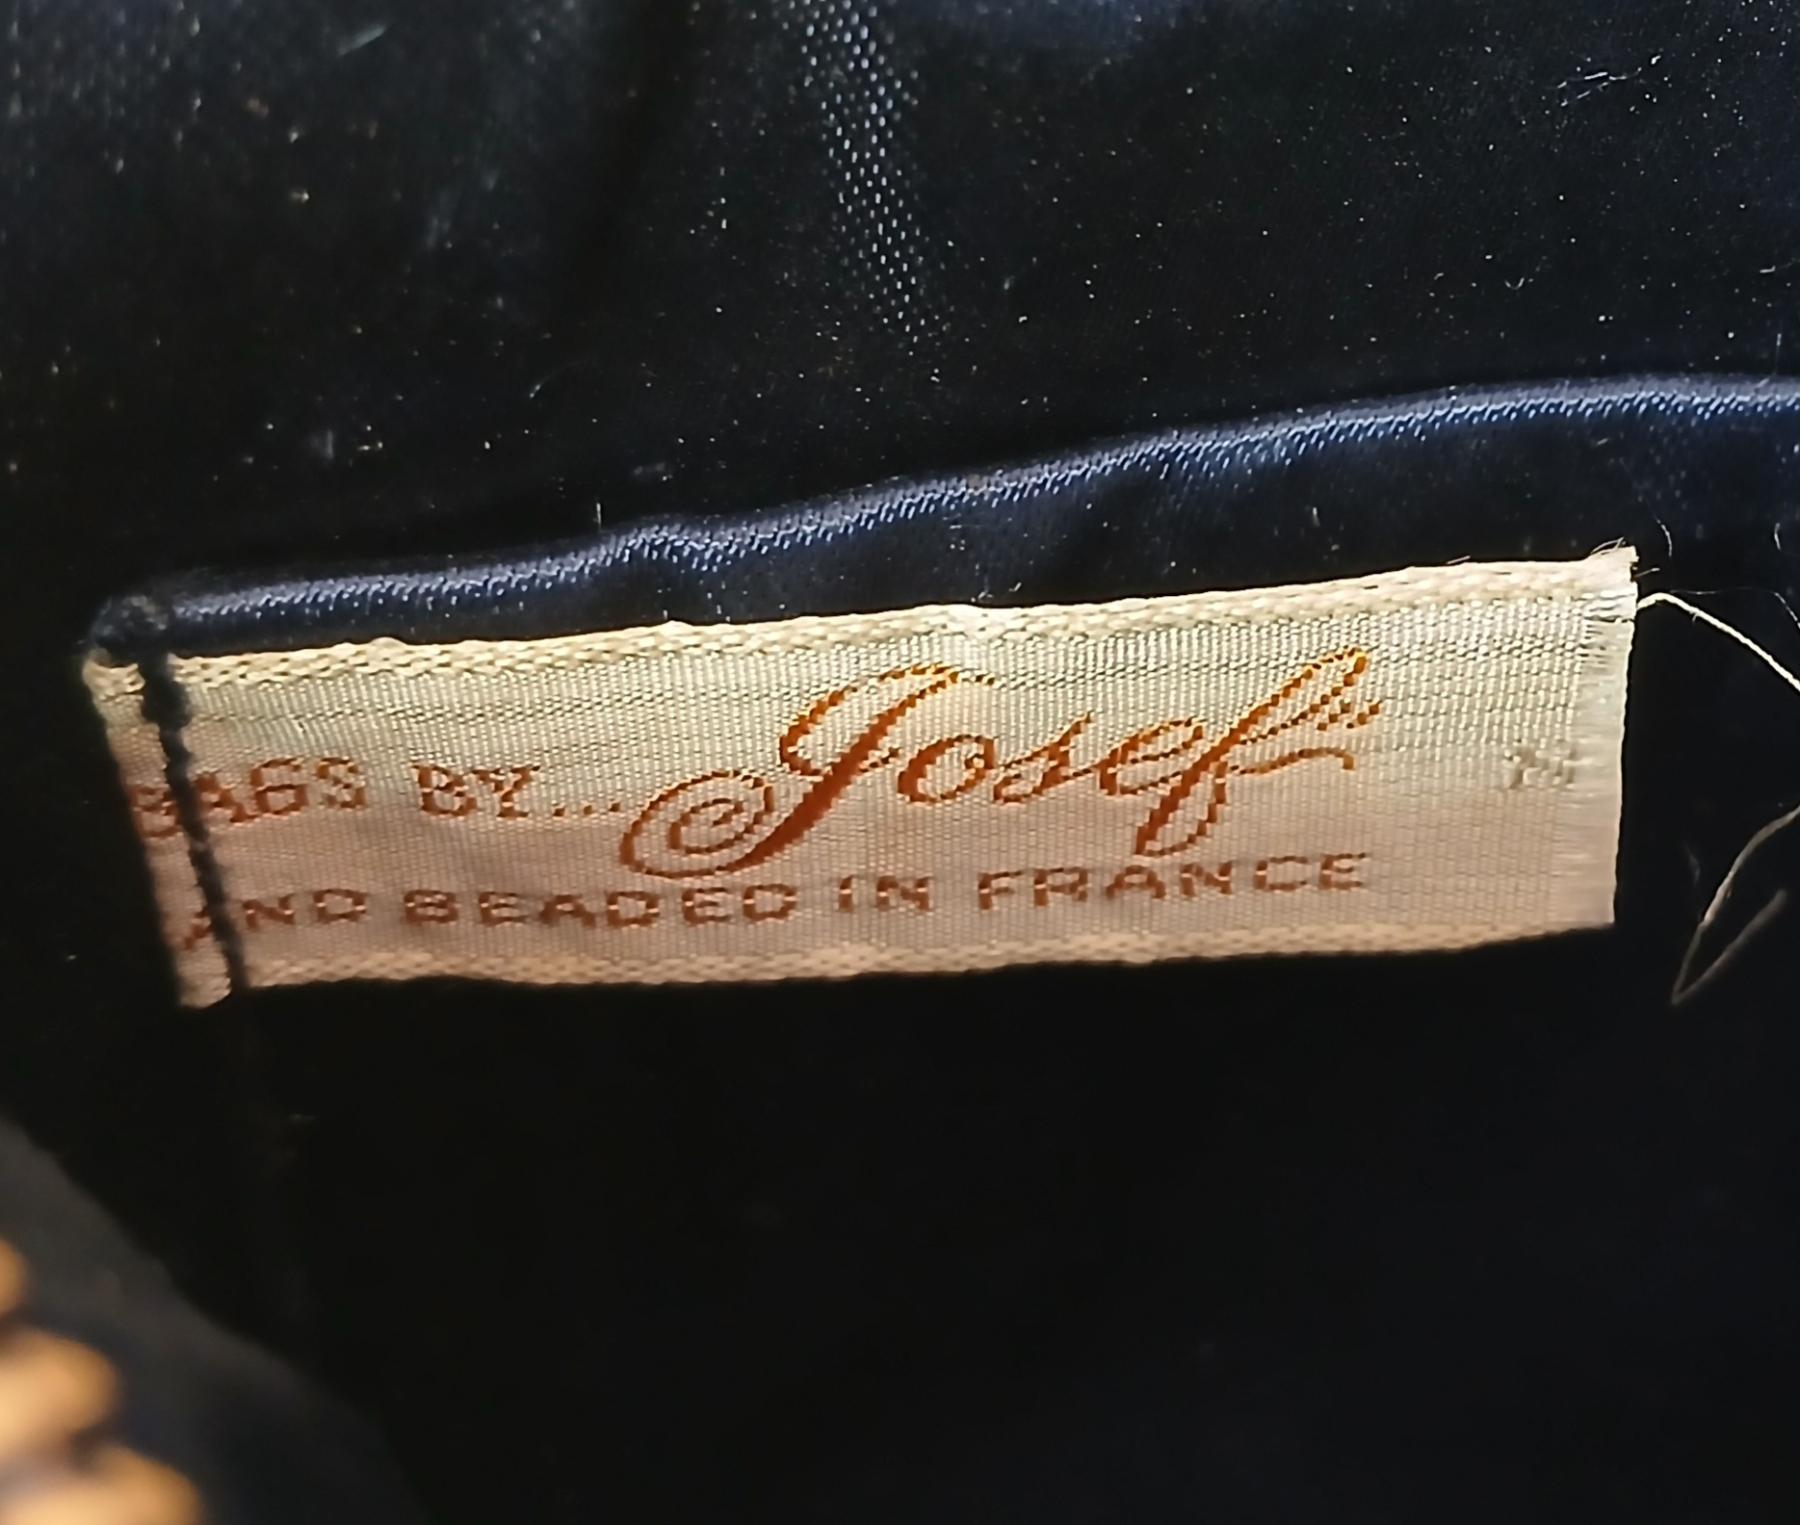 BAGS BY... Josef
AND BEADED IN FRANCE